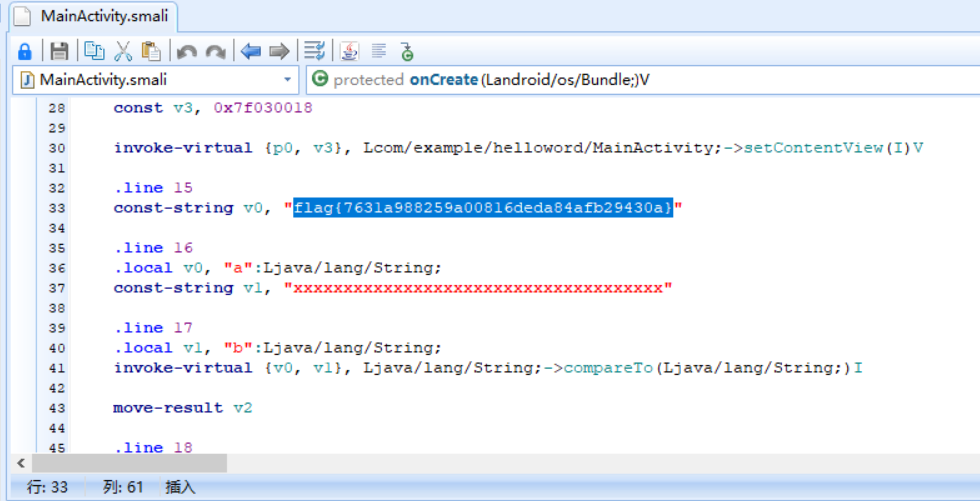 MainActivity.smali
MainActivity.smali
protected onCreate(Landroid/os/Bundle;)V
28 const v3, 0x7f030018
29
30 invoke-virtual {p0, v3}, Lcom/example/helloword/MainActivity;->setContentView(I)V
31
32 .line 15
33 const-string v0, "flag{7631a988259a00816deda84afb29430a}"
34
35 .line 16
36 .local v0, "a":Ljava/lang/String;
37 const-string v1, "xxxxxxxxxxxxxxxxxxxxxxxxxxxxxxxxxxxxx"
38
39 .line 17
40 .local v1, "b":Ljava/lang/String;
41 invoke-virtual {v0, v1}, Ljava/lang/String;->compareTo(Ljava/lang/String;)I
42
43 move-result v2
44
45 .line 18
行: 33 列: 61 插入